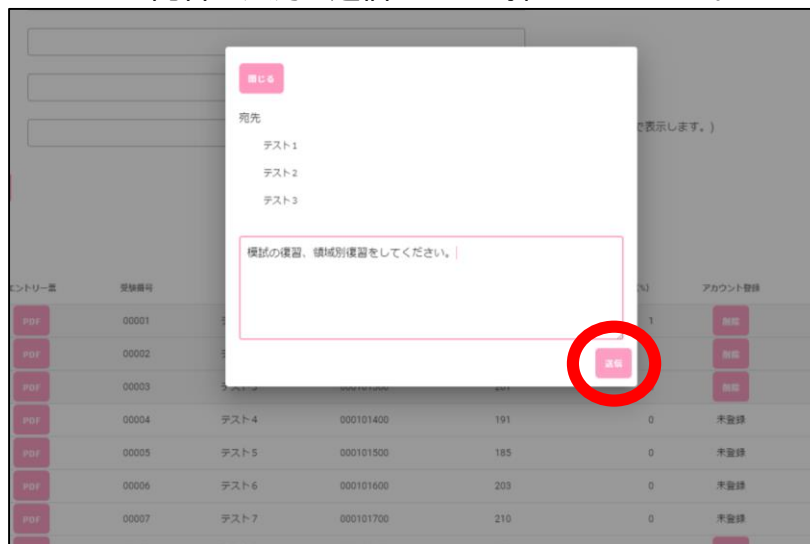 閉じる
宛先
で表示します。)
テスト1
テスト2
テスト3
模試の復習、領域別復習をしてください。
エントリー票 受験番号 アカウント登録
PDF 00001 1 削除
PDF 00002 削除
送信
PDF 00003 削除
PDF 00004 テスト4 000101400 191 0 未登録
PDF 00005 テスト5 000101500 185 0 未登録
PDF 00006 テスト6 000101600 203 0 未登録
PDF 00007 テスト7 000101700 210 0 未登録